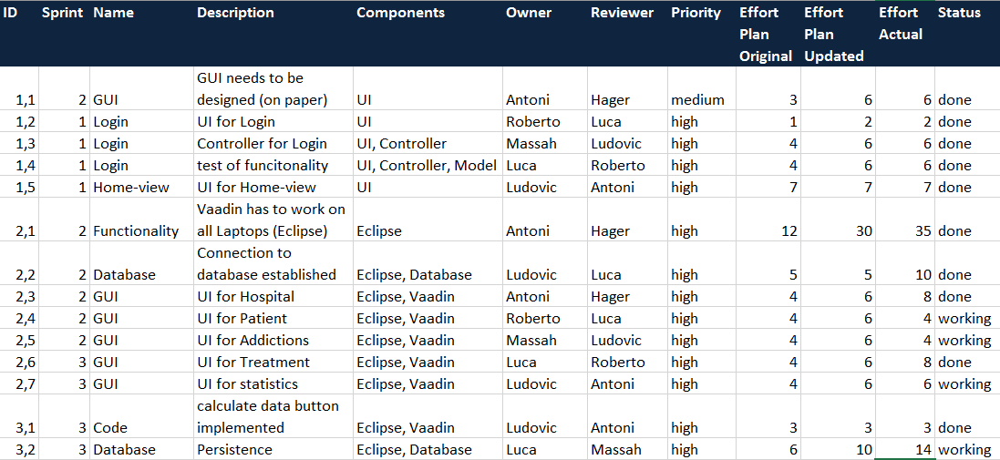 ID Sprint Name Description Components Owner Reviewer Priority Effort Plan Original Effort Plan Updated Effort Actual Status
1,1 2 GUI GUI needs to be designed (on paper) UI Antoni Hager medium 3 6 6 done
1,2 1 Login UI for Login UI Roberto Luca high 1 2 2 done
1,3 1 Login Controller for Login UI, Controller Massah Ludovic high 4 6 6 done
1,4 1 Login test of funcitonality UI, Controller, Model Luca Roberto high 4 6 6 done
1,5 1 Home-view UI for Home-view UI Ludovic Antoni high 7 7 7 done
2,1 2 Functionality Vaadin has to work on all Laptops (Eclipse) Eclipse Antoni Hager high 12 30 35 done
2,2 2 Database Connection to database established Eclipse, Database Ludovic Luca high 5 5 10 done
2,3 2 GUI UI for Hospital Eclipse, Vaadin Antoni Hager high 4 6 8 done
2,4 2 GUI UI for Patient Eclipse, Vaadin Roberto Luca high 4 6 4 working
2,5 2 GUI UI for Addictions Eclipse, Vaadin Massah Ludovic high 4 6 4 working
2,6 3 GUI UI for Treatment Eclipse, Vaadin Luca Roberto high 4 6 8 done
2,7 3 GUI UI for statistics Eclipse, Vaadin Ludovic Antoni high 4 6 6 working
3,1 3 Code calculate data button implemented Eclipse, Vaadin Ludovic Antoni high 3 3 3 done
3,2 3 Database Persistence Eclipse, Database Luca Massah high 6 10 14 working